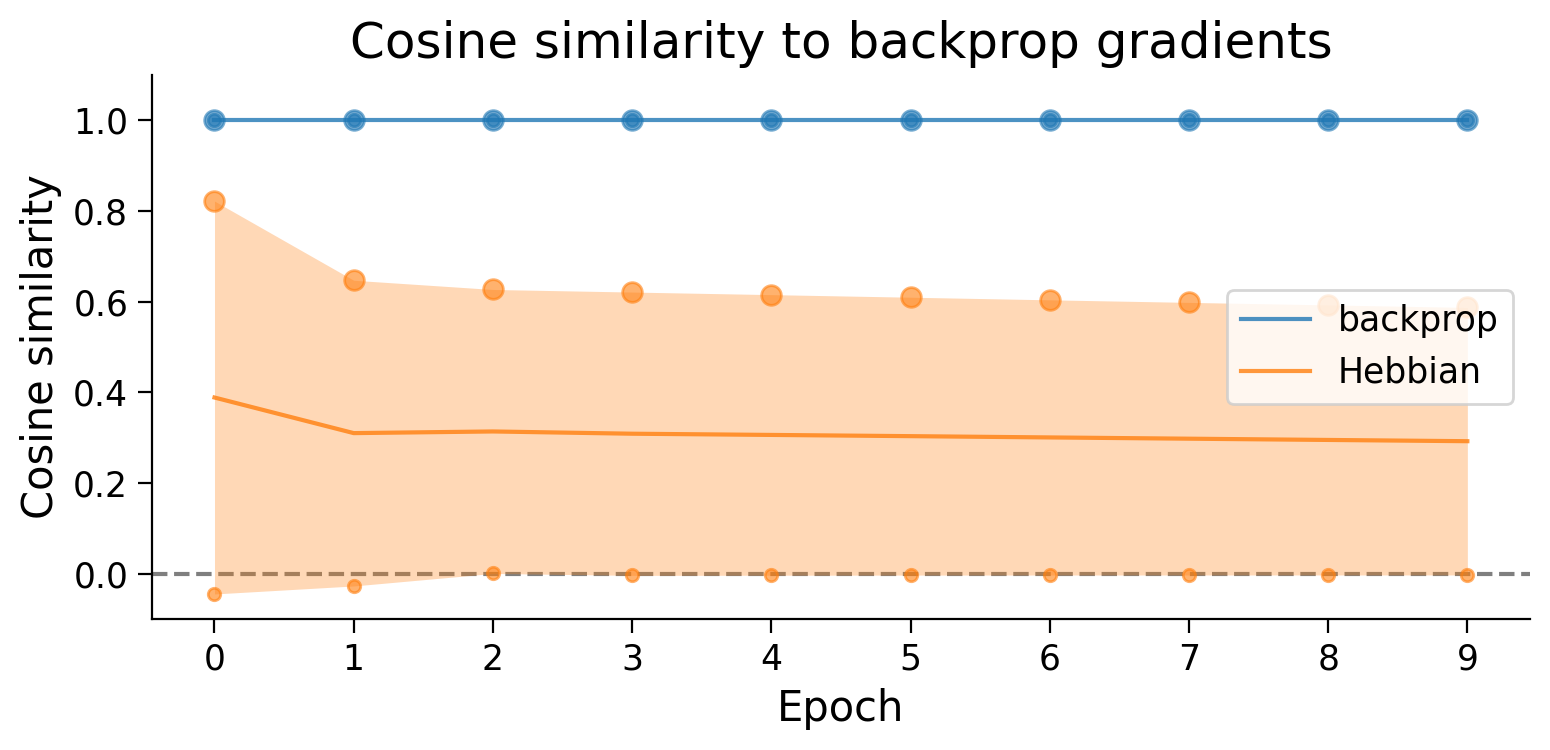 Cosine similarity to backprop gradients
Cosine similarity
1.0
0.8
0.6
0.4
0.2
0.0
backprop
Hebbian
0 1 2 3 4 5 6 7 8 9
Epoch